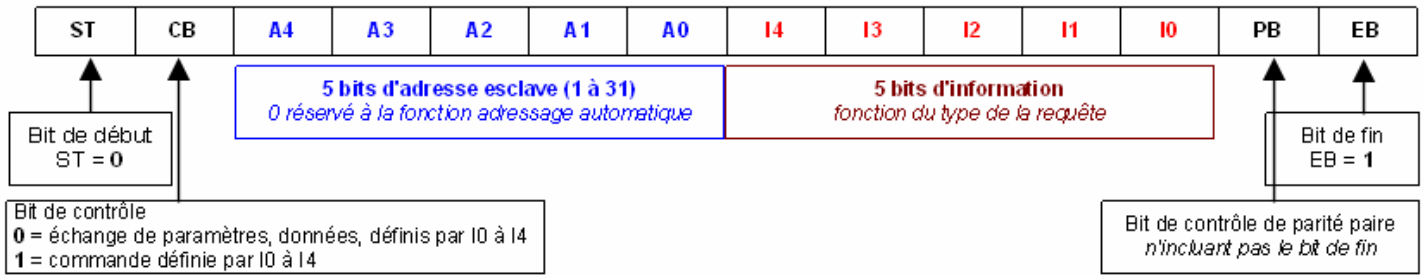 ST CB A4 A3 A2 A1 A0 I4 I3 I2 I1 I0 PB EB
5 bits d'adresse esclave (1 à 31)
0 réservé à la fonction adressage automatique
5 bits d'information
fonction du type de la requête
Bit de début
ST = 0
Bit de fin
EB = 1
Bit de contrôle
0 = échange de paramètres, données, définis par I0 à I4
1 = commande définie par I0 à I4
Bit de contrôle de parité paire
n'incluant pas le bit de fin